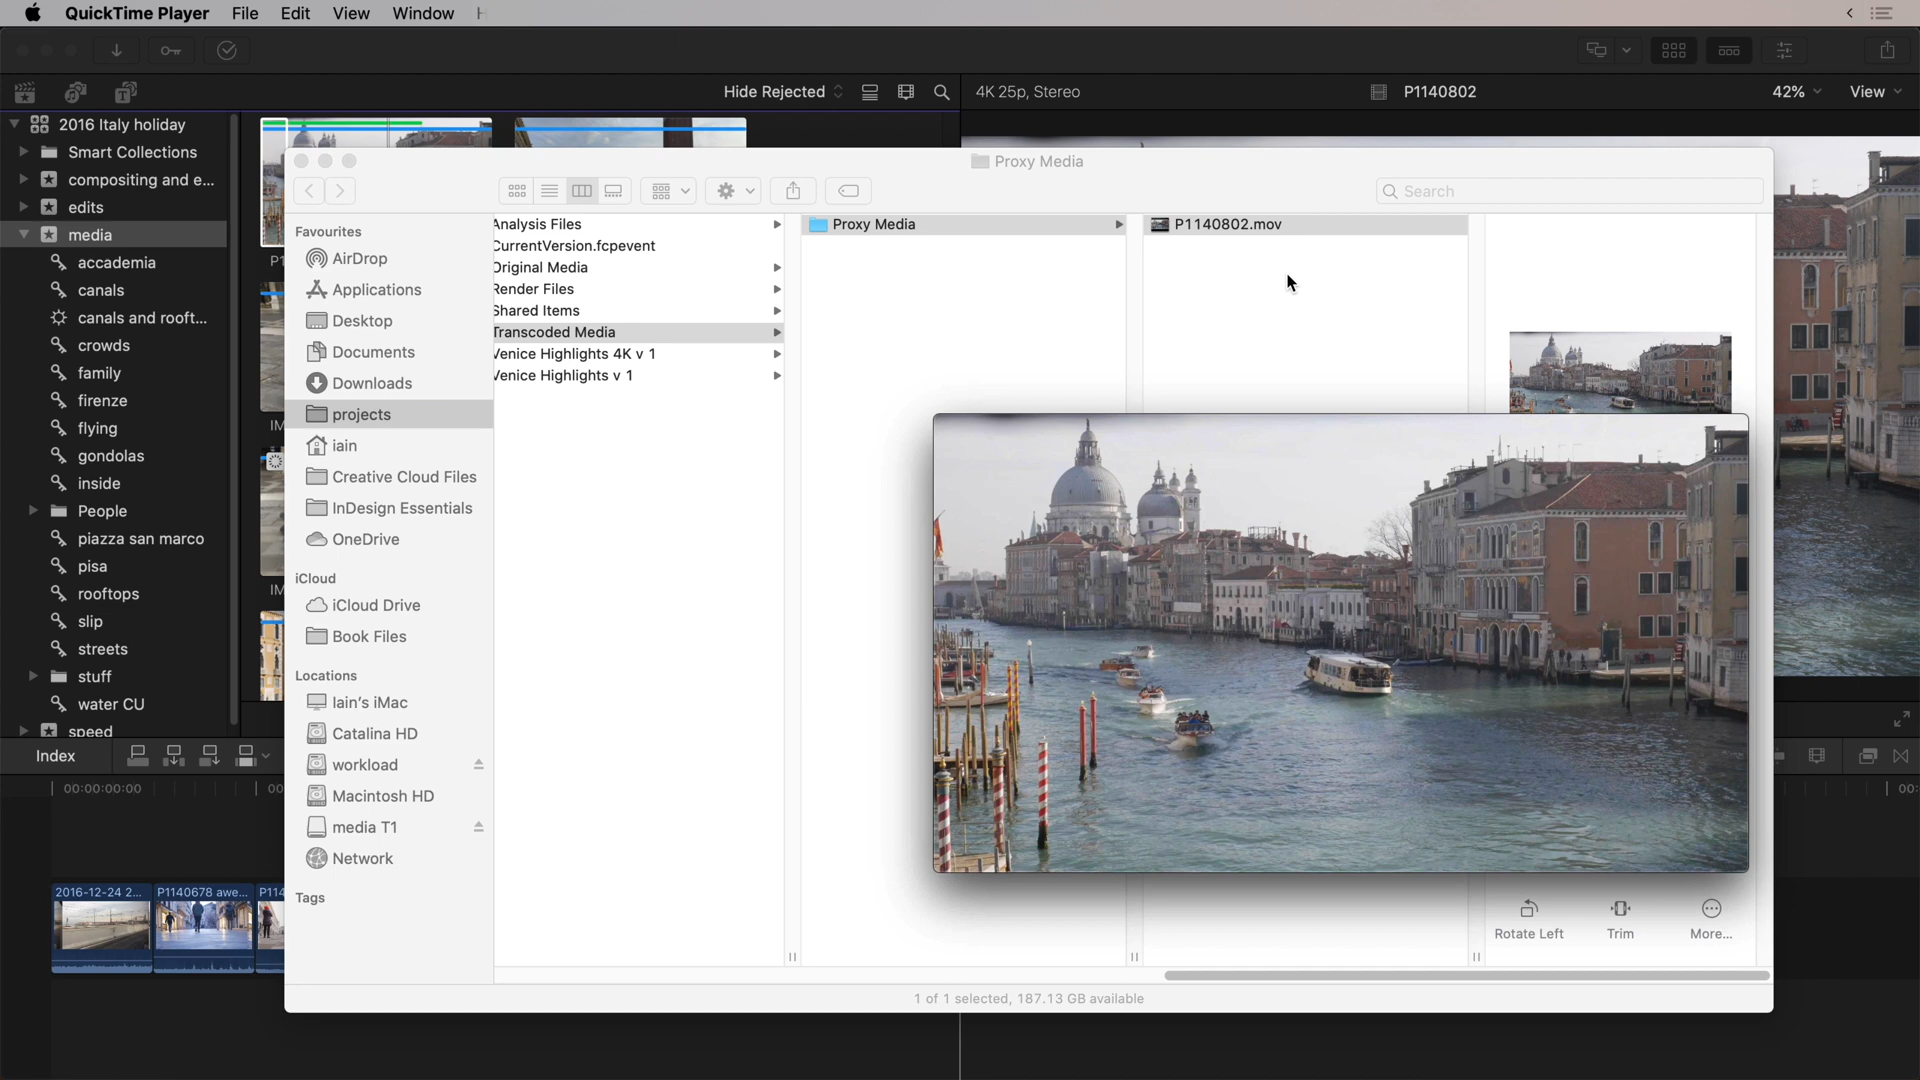 QuickTime Player File Edit View Window H
Hide Rejected
4K 25p, Stereo
P1140802
42%
View
2016 Italy holiday
Smart Collections
compositing and e...
edits
media
accademia
canals
canals and rooft...
crowds
family
firenze
flying
gondolas
inside
People
piazza san marco
pisa
rooftops
slip
streets
stuff
water CU
speed
P1
IM
IM
Proxy Media
Search
Favourites
AirDrop
Applications
Desktop
Documents
Downloads
projects
iain
Creative Cloud Files
InDesign Essentials
OneDrive
iCloud
iCloud Drive
Book Files
Locations
Iain's iMac
Catalina HD
workload
Macintosh HD
media T1
Network
Tags
Analysis Files
CurrentVersion.fcpevent
Original Media
Render Files
Shared Items
Transcoded Media
Venice Highlights 4K v 1
Venice Highlights v 1
Proxy Media
P1140802.mov
Rotate Left
Trim
More...
1 of 1 selected, 187.13 GB available
Index
00:00:00:00
00
00:
2016-12-24 2...
P1140678 awe...
P114